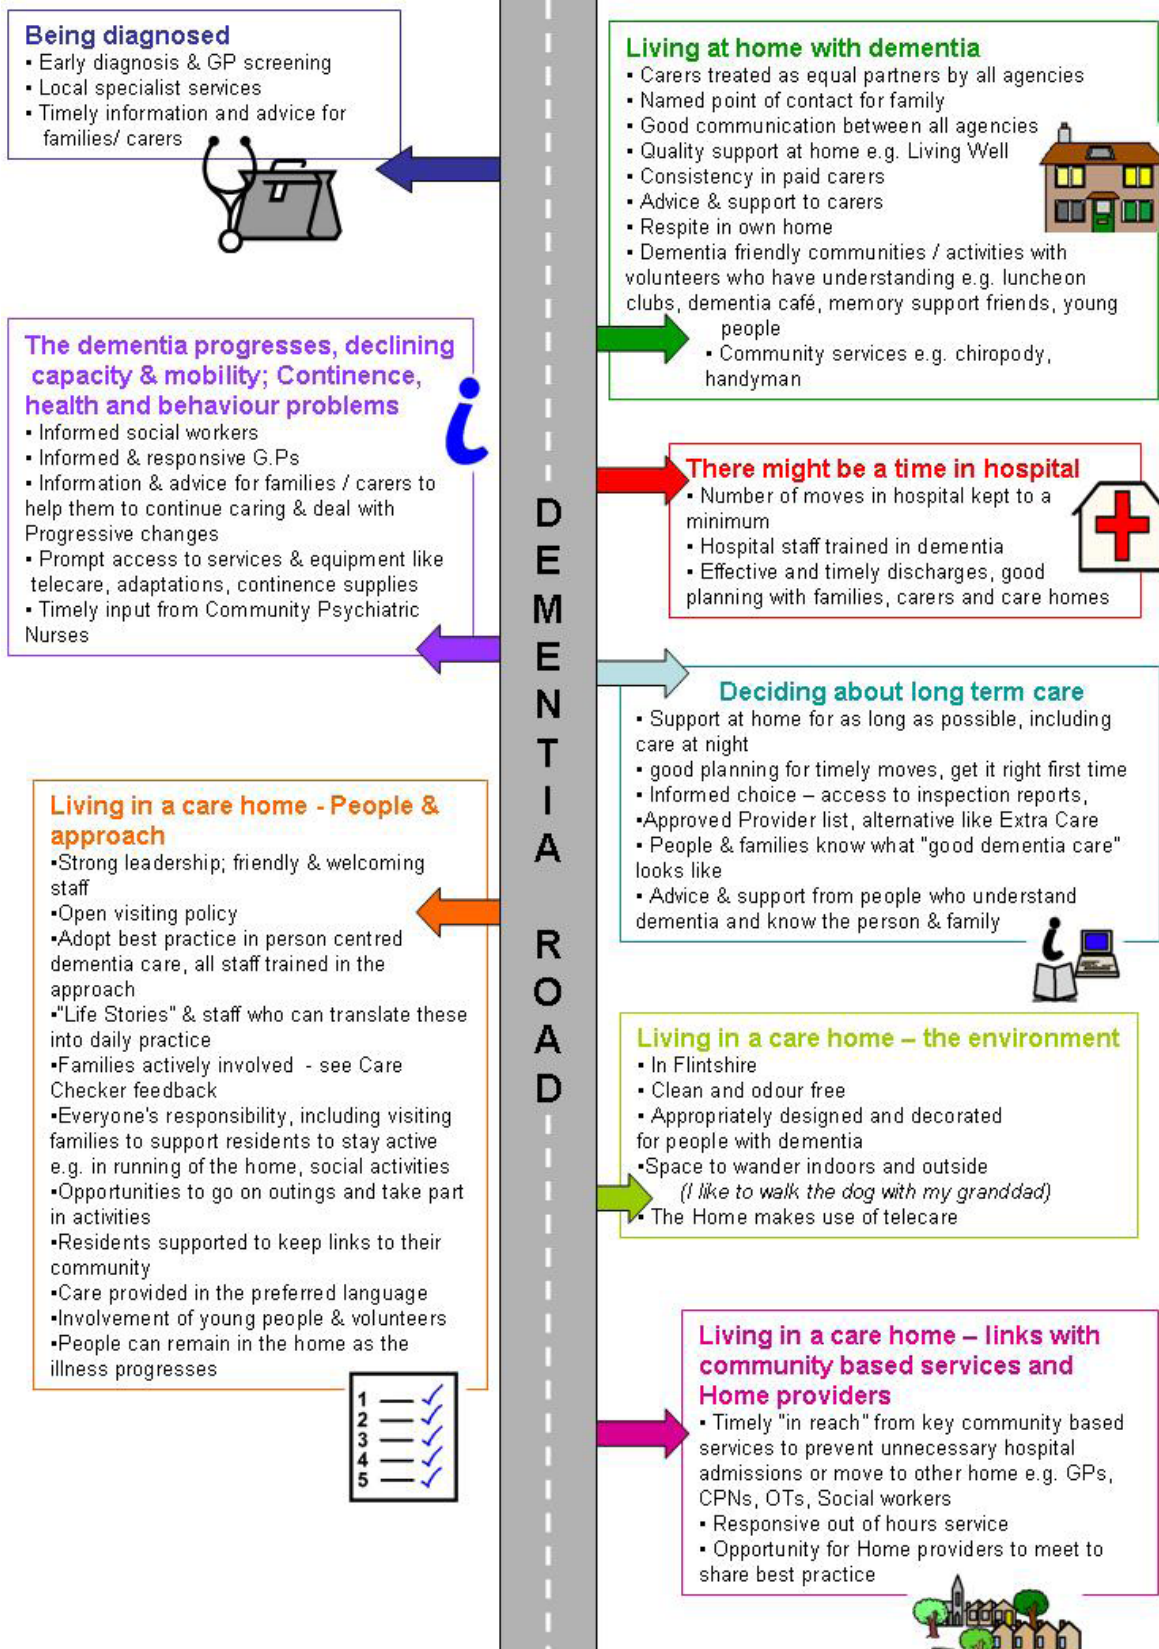 Being diagnosed
▪ Early diagnosis & GP screening
▪ Local specialist services
▪ Timely information and advice for
families/ carers
Living at home with dementia
▪ Carers treated as equal partners by all agencies
▪ Named point of contact for family
▪ Good communication between all agencies
▪ Quality support at home e.g. Living Well
▪ Consistency in paid carers
▪ Advice & support to carers
▪ Respite in own home
▪ Dementia friendly communities / activities with
volunteers who have understanding e.g. luncheon
clubs, dementia café, memory support friends, young
people
▪ Community services e.g. chiropody,
handyman
The dementia progresses, declining
capacity & mobility; Continence,
health and behaviour problems
▪ Informed social workers
▪ Informed & responsive G.Ps
▪ Information & advice for families / carers to
help them to continue caring & deal with
Progressive changes
▪ Prompt access to services & equipment like
telecare, adaptations, continence supplies
▪ Timely input from Community Psychiatric
Nurses
There might be a time in hospital
▪ Number of moves in hospital kept to a
minimum
▪ Hospital staff trained in dementia
▪ Effective and timely discharges, good
planning with families, carers and care homes
DEMENTIA ROAD
Deciding about long term care
▪ Support at home for as long as possible, including
care at night
▪ good planning for timely moves, get it right first time
▪ Informed choice – access to inspection reports,
▪Approved Provider list, alternative like Extra Care
▪ People & families know what "good dementia care"
looks like
▪ Advice & support from people who understand
dementia and know the person & family
Living in a care home - People &
approach
▪Strong leadership; friendly & welcoming
staff
▪Open visiting policy
▪Adopt best practice in person centred
dementia care, all staff trained in the
approach
▪"Life Stories" & staff who can translate these
into daily practice
▪Families actively involved - see Care
Checker feedback
▪Everyone's responsibility, including visiting
families to support residents to stay active
e.g. in running of the home, social activities
▪Opportunities to go on outings and take part
in activities
▪Residents supported to keep links to their
community
▪Care provided in the preferred language
▪Involvement of young people & volunteers
▪People can remain in the home as the
illness progresses
1
2
3
4
5
Living in a care home – the environment
▪ In Flintshire
▪ Clean and odour free
▪ Appropriately designed and decorated
for people with dementia
▪Space to wander indoors and outside
(I like to walk the dog with my granddad)
▪ The Home makes use of telecare
Living in a care home – links with
community based services and
Home providers
▪ Timely "in reach" from key community based
services to prevent unnecessary hospital
admissions or move to other home e.g. GPs,
CPNs, OTs, Social workers
▪ Responsive out of hours service
▪ Opportunity for Home providers to meet to
share best practice